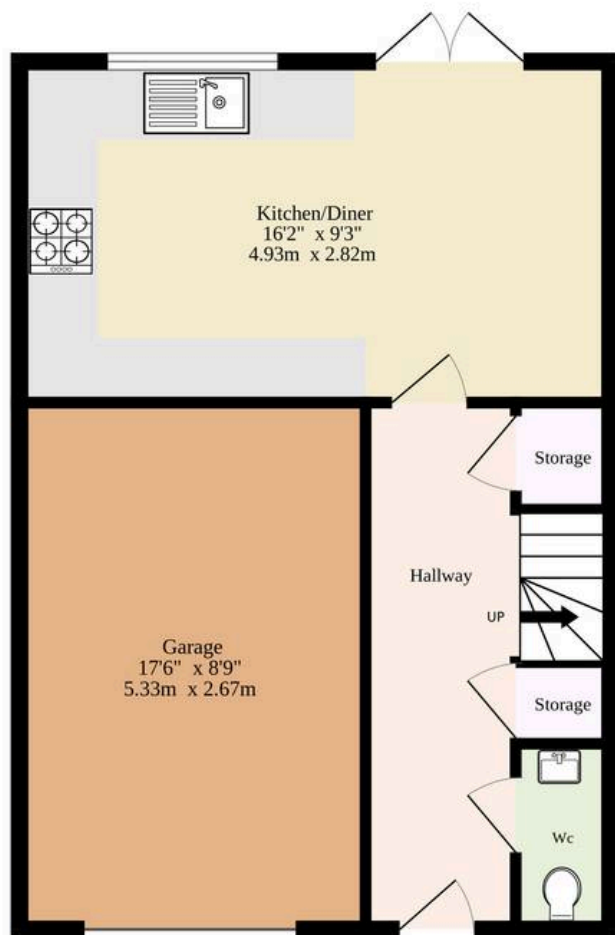 Kitchen/Diner
16'2" x 9'3"
4.93m x 2.82m
Storage
Hallway
UP
Garage
17'6" x 8'9"
5.33m x 2.67m
Storage
Wc